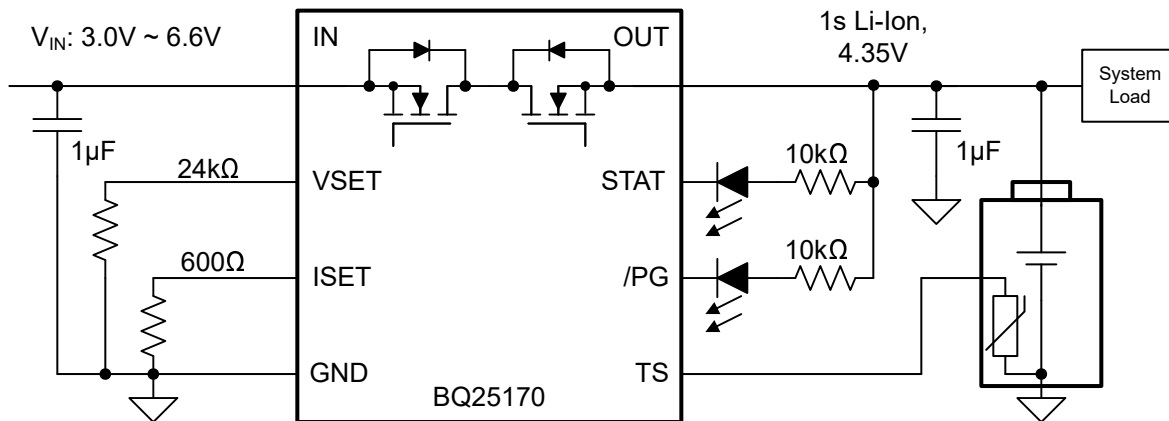 V_IN: 3.0V ~ 6.6V
IN
OUT
1s Li-Ion,
4.35V
System
Load
1µF
24kΩ
VSET
STAT
10kΩ
1µF
600Ω
ISET
/PG
10kΩ
GND
TS
BQ25170